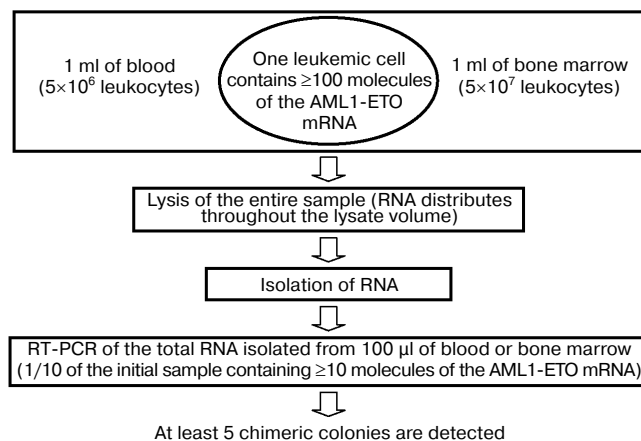 1 ml of blood
(5×10⁶ leukocytes)
One leukemic cell
contains ≥100 molecules
of the AML1-ETO
mRNA
1 ml of bone marrow
(5×10⁷ leukocytes)
Lysis of the entire sample (RNA distributes
throughout the lysate volume)
Isolation of RNA
RT-PCR of the total RNA isolated from 100 µl of blood or bone marrow
(1/10 of the initial sample containing ≥10 molecules of the AML1-ETO mRNA)
At least 5 chimeric colonies are detected